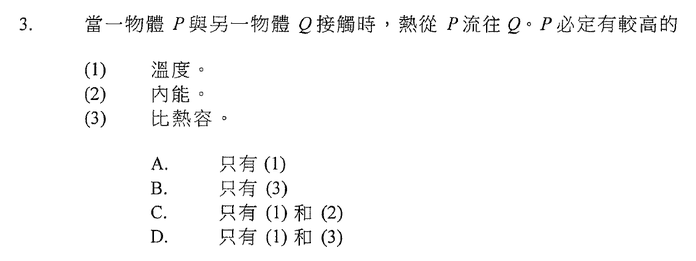 3. 當一物體 P 與另一物體 Q 接觸時，熱從 P 流往 Q。P 必定有較高的
(1) 溫度。
(2) 內能。
(3) 比熱容。
A. 只有 (1)
B. 只有 (3)
C. 只有 (1) 和 (2)
D. 只有 (1) 和 (3)